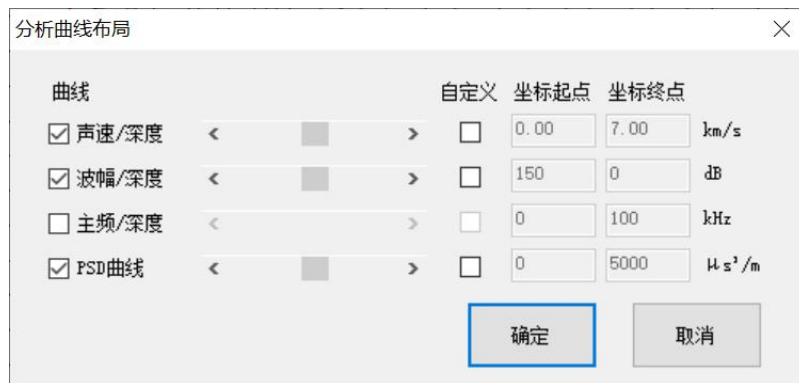 分析曲线布局
曲线 自定义 坐标起点 坐标终点
声速/深度 0.00 7.00 km/s
波幅/深度 150 0 dB
主频/深度 0 100 kHz
PSD曲线 0 5000 μs²/m
确定 取消